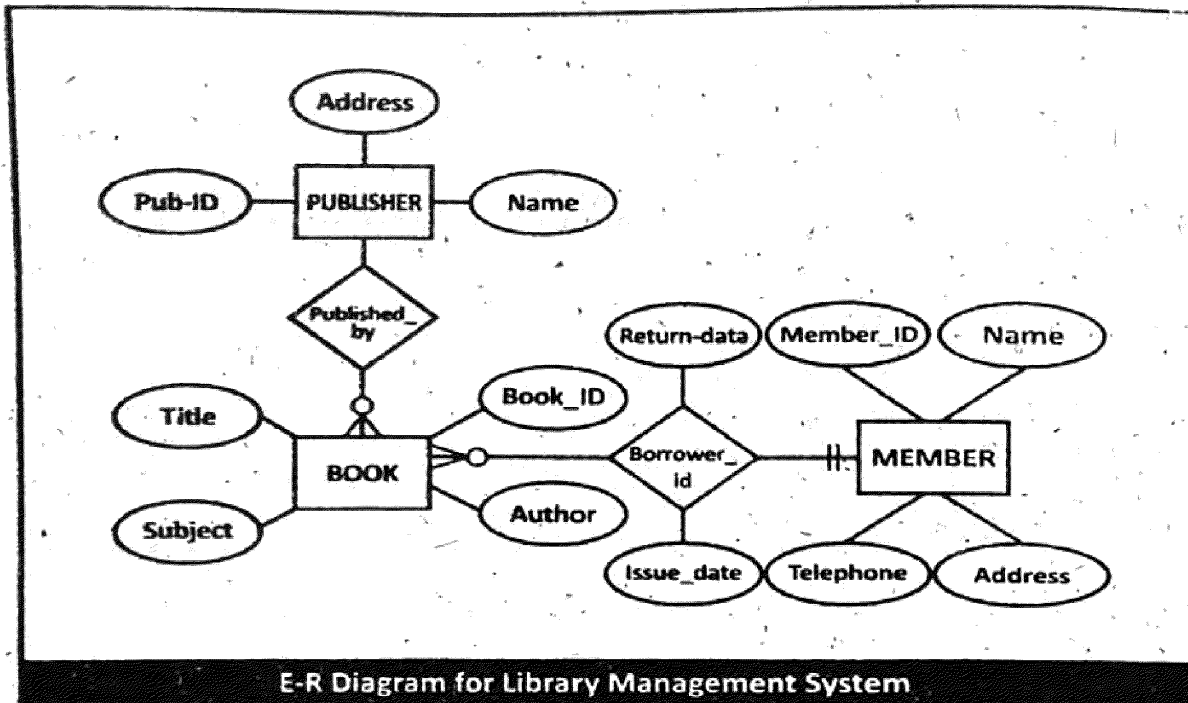 Address
Pub-ID
PUBLISHER
Name
Published_
by
Return-data
Member_ID
Name
Title
Book_ID
BOOK
Borrower_
id
MEMBER
Subject
Author
Issue_date
Telephone
Address
E-R Diagram for Library Management System